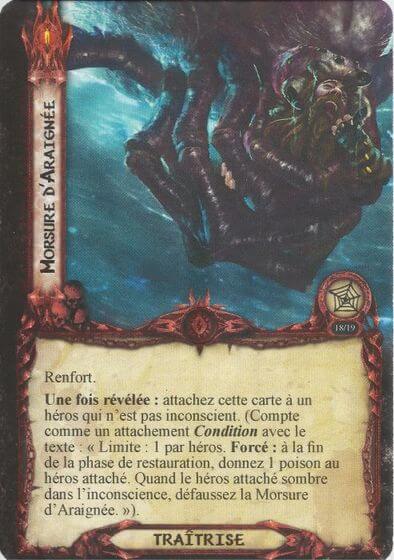 MORSURE D'ARAIGNÉE
18/19
Renfort.
Une fois révélée : attachez cette carte à un
héros qui n'est pas inconscient. (Compte
comme un attachement Condition avec le
texte : « Limite : 1 par héros. Forcé : à la fin
de la phase de restauration, donnez 1 poison au
héros attaché. Quand le héros attaché sombre
dans l'inconscience, défaussez la Morsure
d'Araignée. »).
TRAÎTRISE